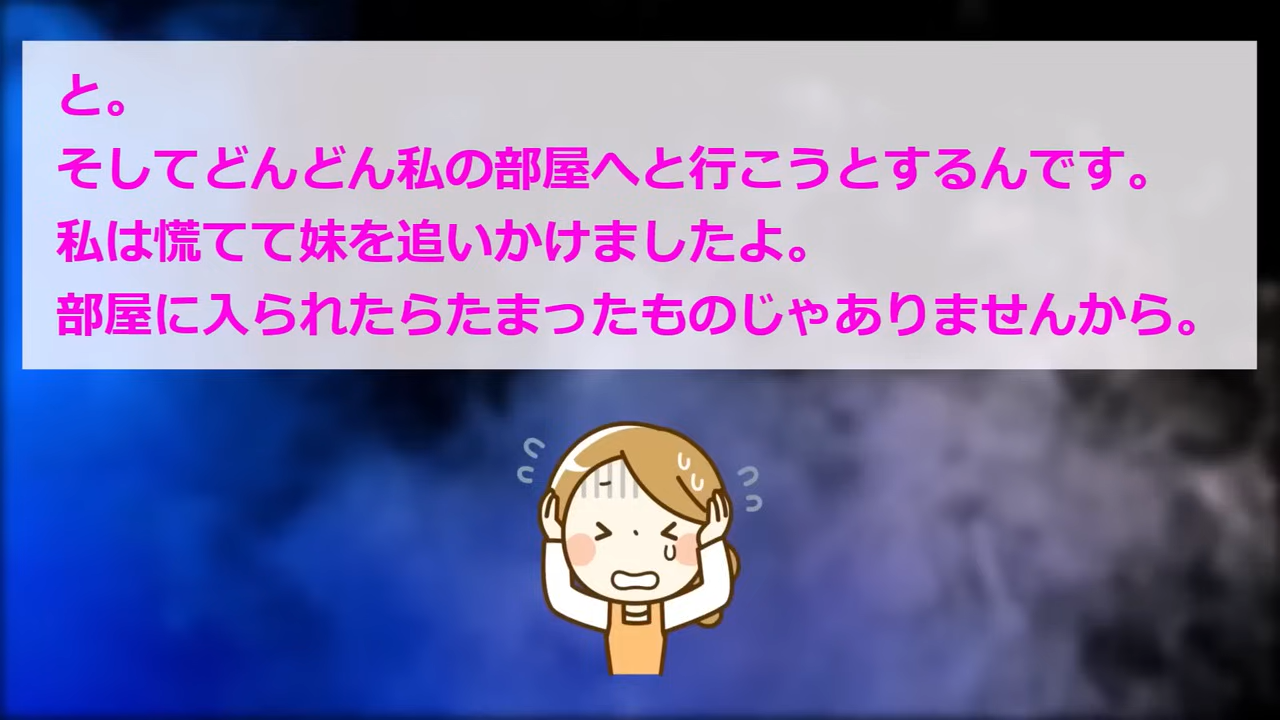 と。
そしてどんどん私の部屋へと行こうとするんです。
私は慌てて妹を追いかけましたよ。
部屋に入られたらたまったものじゃありませんから。